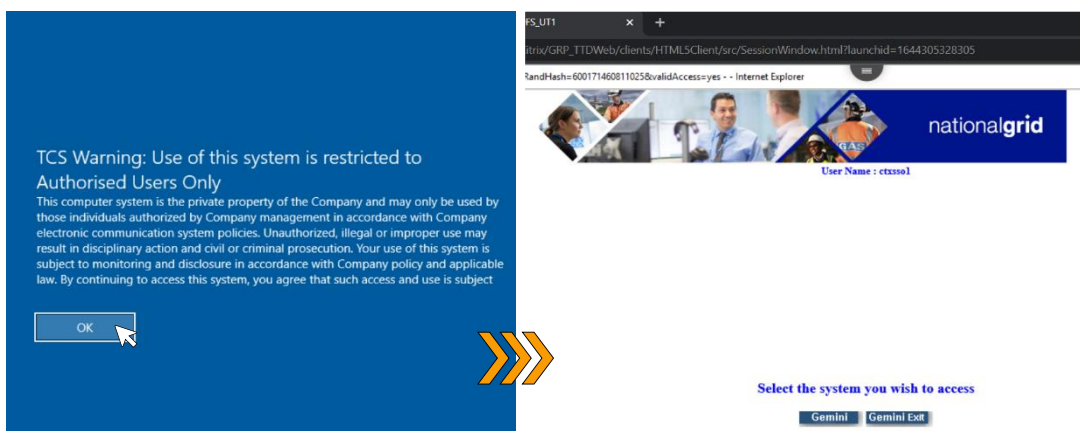 TCS Warning: Use of this system is restricted to
Authorised Users Only
This computer system is the private property of the Company and may only be used by
those individuals authorized by Company management in accordance with Company
electronic communication system policies. Unauthorized, illegal or improper use may
result in disciplinary action and civil or criminal prosecution. Your use of this system is
subject to monitoring and disclosure in accordance with Company policy and applicable
law. By continuing to access this system, you agree that such access and use is subject
OK
FS_UT1 × +
itrix/GRP_TTDWeb/clients/HTML5Client/src/SessionWindow.html?launchid=1644305328305
RandHash=600171460811025&validAccess=yes - - Internet Explorer
GAS
nationalgrid
User Name : ctxsso1
Select the system you wish to access
Gemini
Gemini Exit